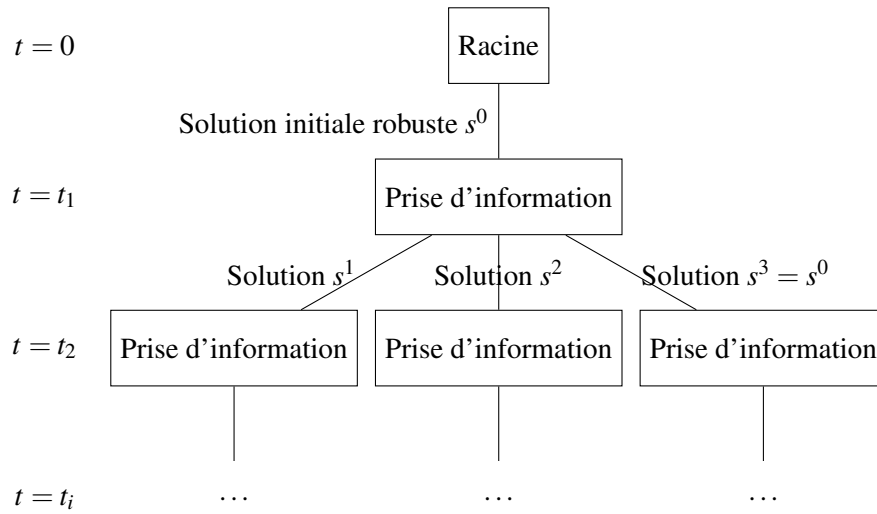 t = 0 Racine
Solution initiale robuste s^0
t = t_1 Prise d'information
Solution s^1 Solution s^2 Solution s^3 = s^0
t = t_2 Prise d'information Prise d'information Prise d'information
t = t_i ... ... ...